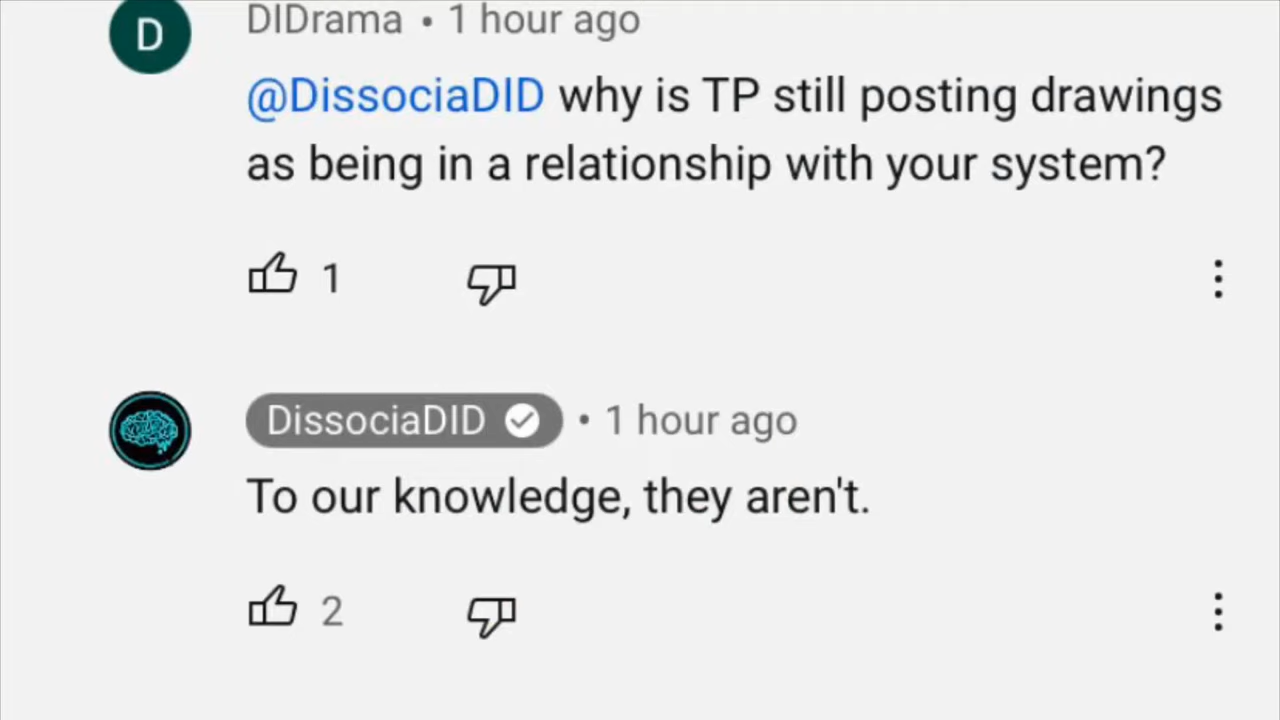 D
DIDrama • 1 hour ago
@DissociaDID why is TP still posting drawings
as being in a relationship with your system?
1
DissociaDID • 1 hour ago
To our knowledge, they aren't.
2